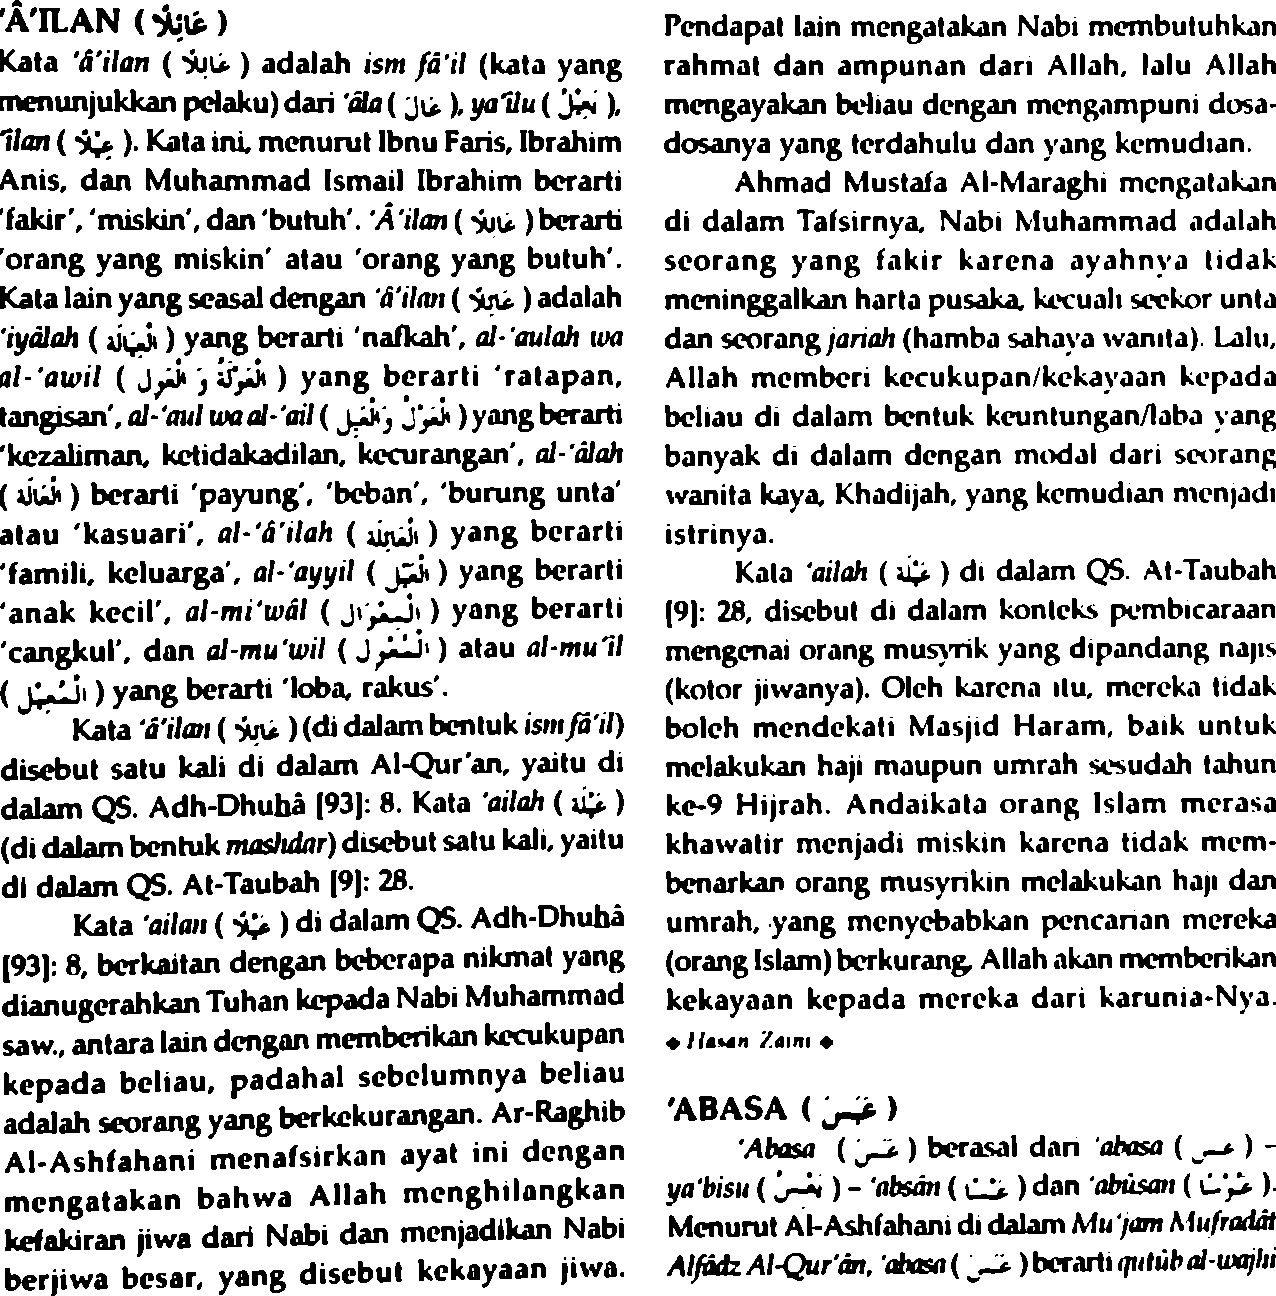 'Â'ILAN ( عَائِلًا )
Kata 'â'ilan ( عَائِلًا ) adalah ism fâ'il (kata yang
menunjukkan pelaku) dari 'âla ( عَالَ ), ya'îlu ( يَعِيْلُ ),
'îlan ( عَيْلًا ). Kata ini, menurut Ibnu Faris, Ibrahim
Anis, dan Muhammad Ismail Ibrahim berarti
'fakir', 'miskin', dan 'butuh'. 'Â'ilan ( عَائِلًا ) berarti
'orang yang miskin' atau 'orang yang butuh'.
Kata lain yang seasal dengan 'â'ilan ( عَائِلًا ) adalah
'iyâlah ( الْعِيَالَة ) yang berarti 'nafkah', al-'aulah wa
al-'awil ( الْعَوْلَةُ وَ الْعَوِيل ) yang berarti 'ratapan,
tangisan', al-'aul wa al-'ail ( الْعَوْلُ وَالْعَيْل ) yang berarti
'kezaliman, ketidakadilan, kecurangan', al-'âlah
( الْعَالَة ) berarti 'payung', 'beban', 'burung unta'
atau 'kasuari', al-'â'ilah ( الْعَائِلَة ) yang berarti
'famili, keluarga', al-'ayyil ( الْعَيِّل ) yang berarti
'anak kecil', al-mi'wâl ( الْمِعْوَال ) yang berarti
'cangkul', dan al-mu'wil ( الْمُعْوِل ) atau al-mu'îl
( الْمُعِيْل ) yang berarti 'loba, rakus'.
Kata 'â'ilan ( عَائِلًا ) (di dalam bentuk ism fâ'il)
disebut satu kali di dalam Al-Qur'an, yaitu di
dalam QS. Adh-Dhuhâ [93]: 8. Kata 'ailah ( عَيْلَة )
(di dalam bentuk mashdar) disebut satu kali, yaitu
di dalam QS. At-Taubah [9]: 28.
Kata 'ailan ( عَيْلًا ) di dalam QS. Adh-Dhuhâ
[93]: 8, berkaitan dengan beberapa nikmat yang
dianugerahkan Tuhan kepada Nabi Muhammad
saw., antara lain dengan memberikan kecukupan
kepada beliau, padahal sebelumnya beliau
adalah seorang yang berkekurangan. Ar-Raghib
Al-Ashfahani menafsirkan ayat ini dengan
mengatakan bahwa Allah menghilangkan
kefakiran jiwa dari Nabi dan menjadikan Nabi
berjiwa besar, yang disebut kekayaan jiwa.
Pendapat lain mengatakan Nabi membutuhkan
rahmat dan ampunan dari Allah, lalu Allah
mengayakan beliau dengan mengampuni dosa-
dosanya yang terdahulu dan yang kemudian.
Ahmad Mustafa Al-Maraghi mengatakan
di dalam Tafsirnya, Nabi Muhammad adalah
seorang yang fakir karena ayahnya tidak
meninggalkan harta pusaka, kecuali seekor unta
dan seorang jariah (hamba sahaya wanita). Lalu,
Allah memberi kecukupan/kekayaan kepada
beliau di dalam bentuk keuntungan/laba yang
banyak di dalam dengan modal dari seorang
wanita kaya, Khadijah, yang kemudian menjadi
istrinya.
Kata 'ailah ( عَيْلَة ) di dalam QS. At-Taubah
[9]: 28, disebut di dalam konteks pembicaraan
mengenai orang musyrik yang dipandang najis
(kotor jiwanya). Oleh karena itu, mereka tidak
boleh mendekati Masjid Haram, baik untuk
melakukan haji maupun umrah sesudah tahun
ke-9 Hijrah. Andaikata orang Islam merasa
khawatir menjadi miskin karena tidak mem-
benarkan orang musyrikin melakukan haji dan
umrah, yang menyebabkan pencarian mereka
(orang Islam) berkurang, Allah akan memberikan
kekayaan kepada mereka dari karunia-Nya.
♦ Hasan Zaini ♦
'ABASA ( عَبَسَ )
'Abasa ( عَبَسَ ) berasal dari 'abasa ( عبس ) –
ya'bisu ( يَعْبِسُ ) – 'absân ( عَبْسًا ) dan 'abûsan ( عَبُوْسًا ).
Menurut Al-Ashfahani di dalam Mu'jam Mufradât
Alfâdz Al-Qur'ân, 'abasa ( عَبَسَ ) berarti qutûb al-wajhi